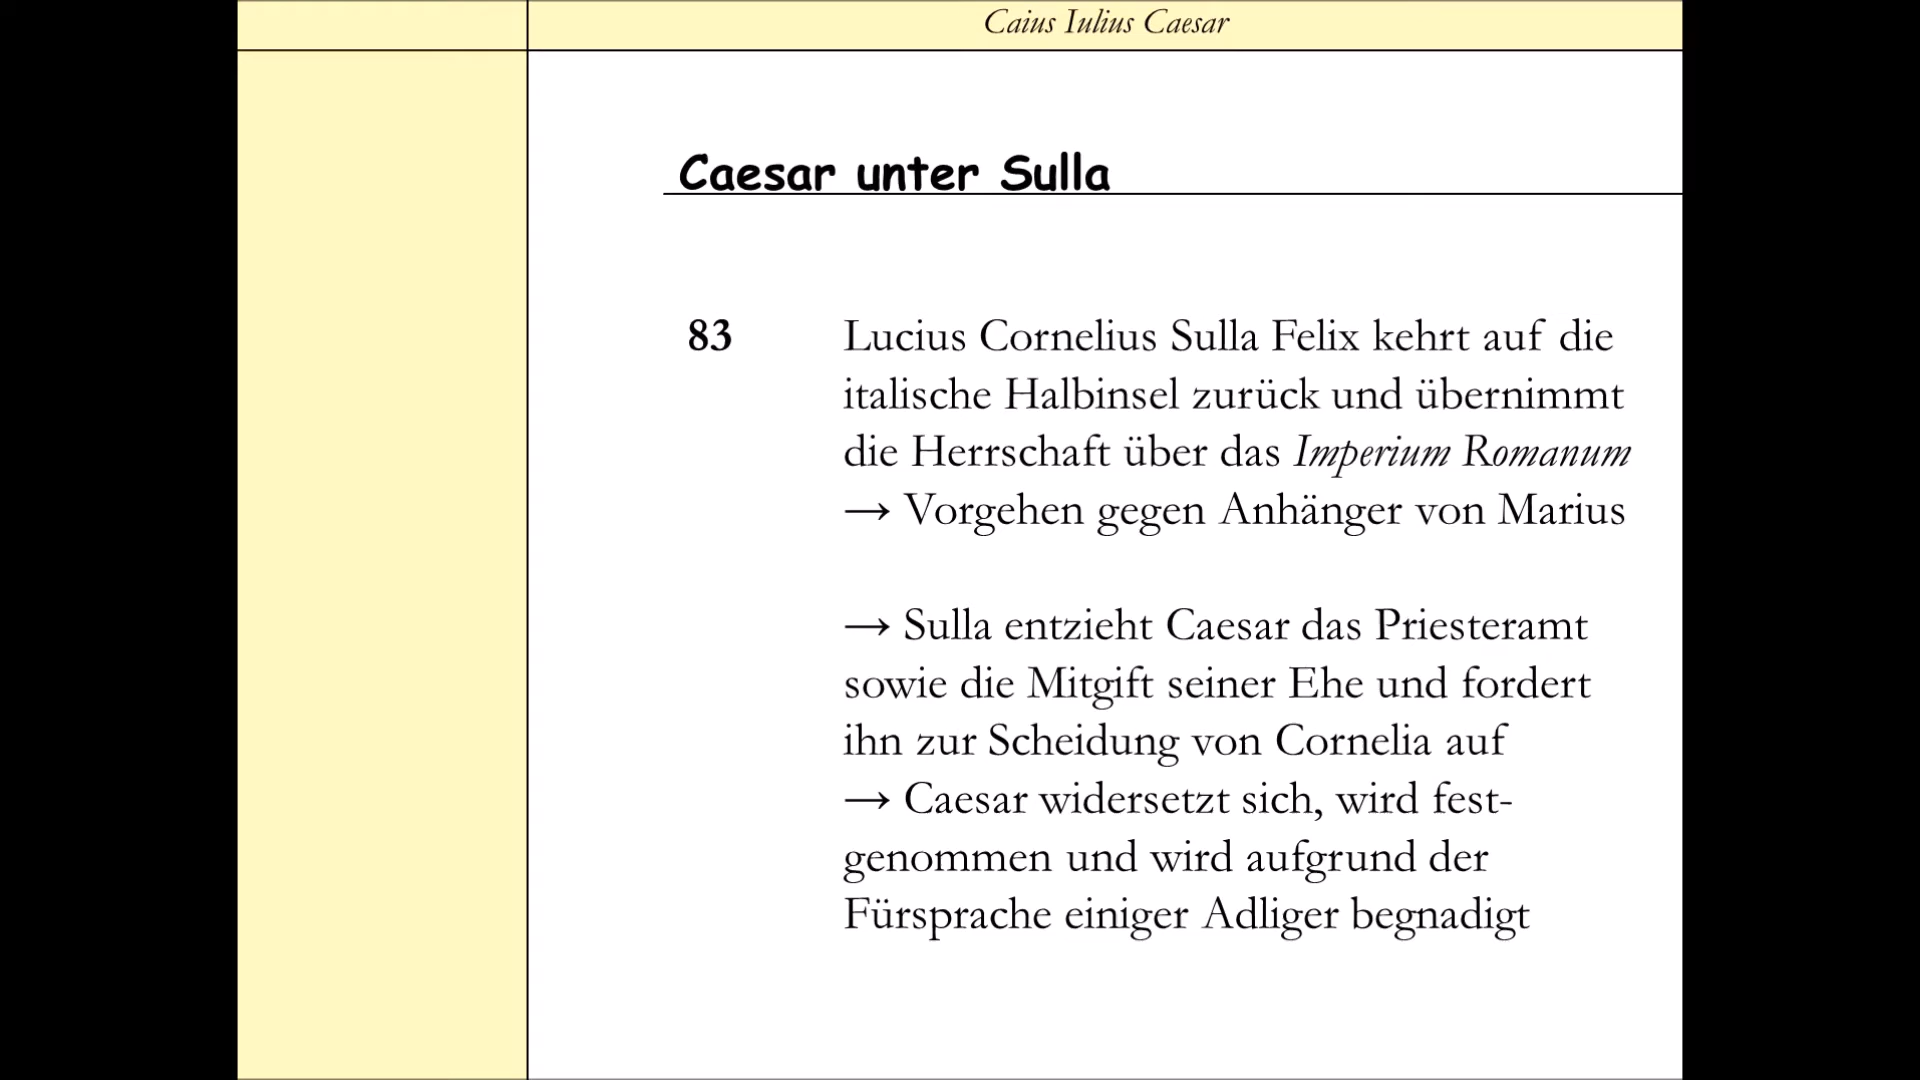 Caius Iulius Caesar
Caesar unter Sulla
83 Lucius Cornelius Sulla Felix kehrt auf die
italische Halbinsel zurück und übernimmt
die Herrschaft über das Imperium Romanum
→ Vorgehen gegen Anhänger von Marius
→ Sulla entzieht Caesar das Priesteramt
sowie die Mitgift seiner Ehe und fordert
ihn zur Scheidung von Cornelia auf
→ Caesar widersetzt sich, wird fest-
genommen und wird aufgrund der
Fürsprache einiger Adliger begnadigt